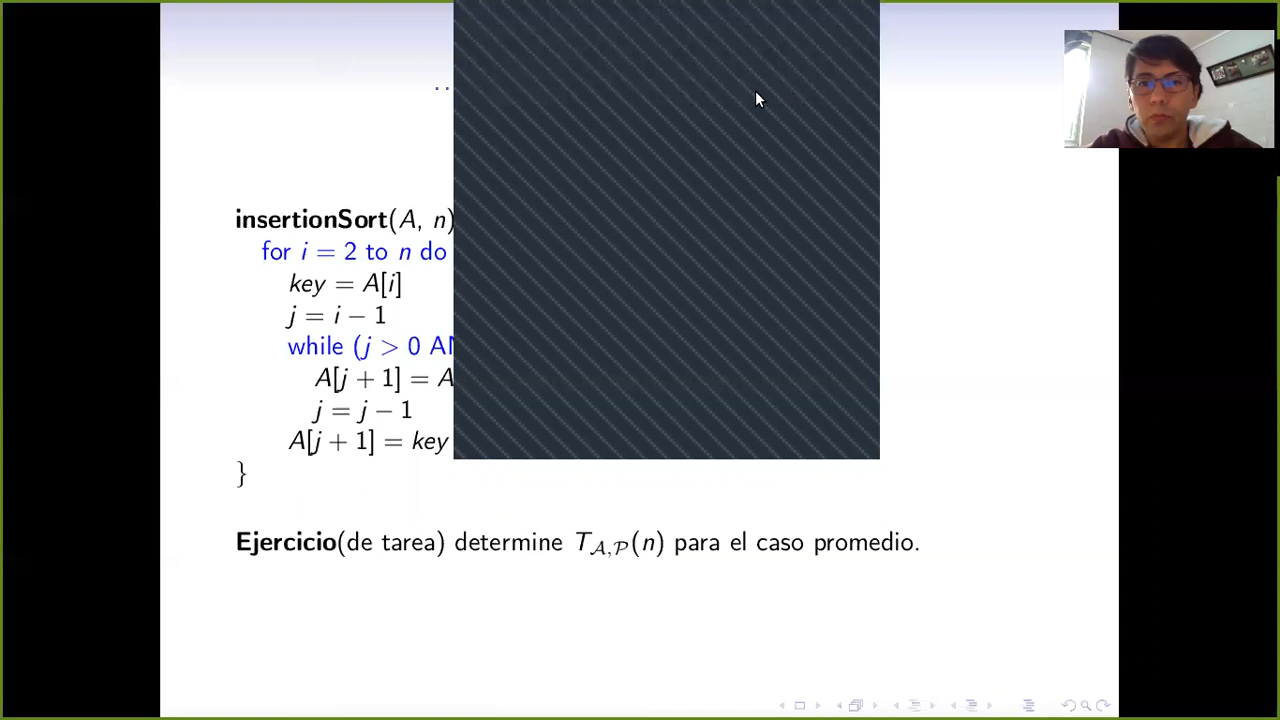 ..
insertionSort(A, n)
for i = 2 to n do
key = A[i]
j = i − 1
while (j > 0 AN
A[j + 1] = A
j = j − 1
A[j + 1] = key
}
Ejercicio(de tarea) determine T𝒜,𝒫(n) para el caso promedio.